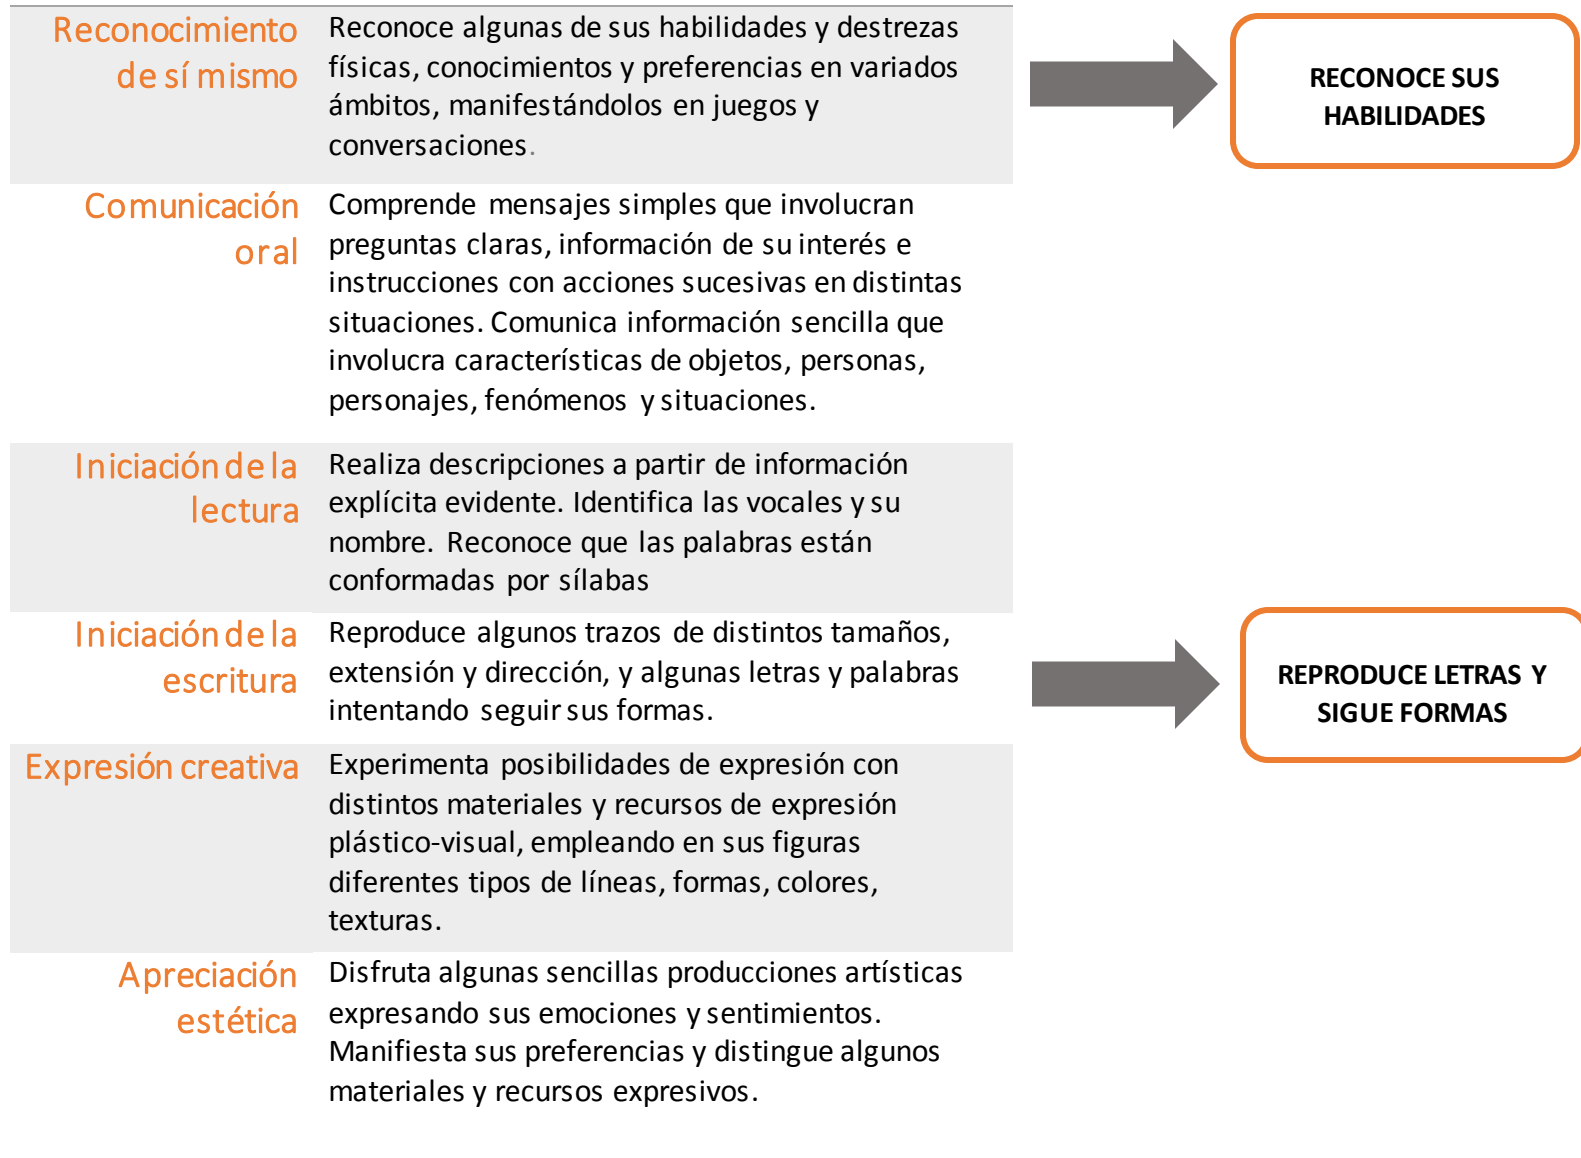 Reconocimiento
de sí mismo
Reconoce algunas de sus habilidades y destrezas
físicas, conocimientos y preferencias en variados
ámbitos, manifestándolos en juegos y
conversaciones.
RECONOCE SUS
HABILIDADES
Comunicación
oral
Comprende mensajes simples que involucran
preguntas claras, información de su interés e
instrucciones con acciones sucesivas en distintas
situaciones. Comunica información sencilla que
involucra características de objetos, personas,
personajes, fenómenos y situaciones.
Iniciación de la
lectura
Realiza descripciones a partir de información
explícita evidente. Identifica las vocales y su
nombre. Reconoce que las palabras están
conformadas por sílabas
Iniciación de la
escritura
Reproduce algunos trazos de distintos tamaños,
extensión y dirección, y algunas letras y palabras
intentando seguir sus formas.
REPRODUCE LETRAS Y
SIGUE FORMAS
Expresión creativa
Experimenta posibilidades de expresión con
distintos materiales y recursos de expresión
plástico-visual, empleando en sus figuras
diferentes tipos de líneas, formas, colores,
texturas.
Apreciación
estética
Disfruta algunas sencillas producciones artísticas
expresando sus emociones y sentimientos.
Manifiesta sus preferencias y distingue algunos
materiales y recursos expresivos.